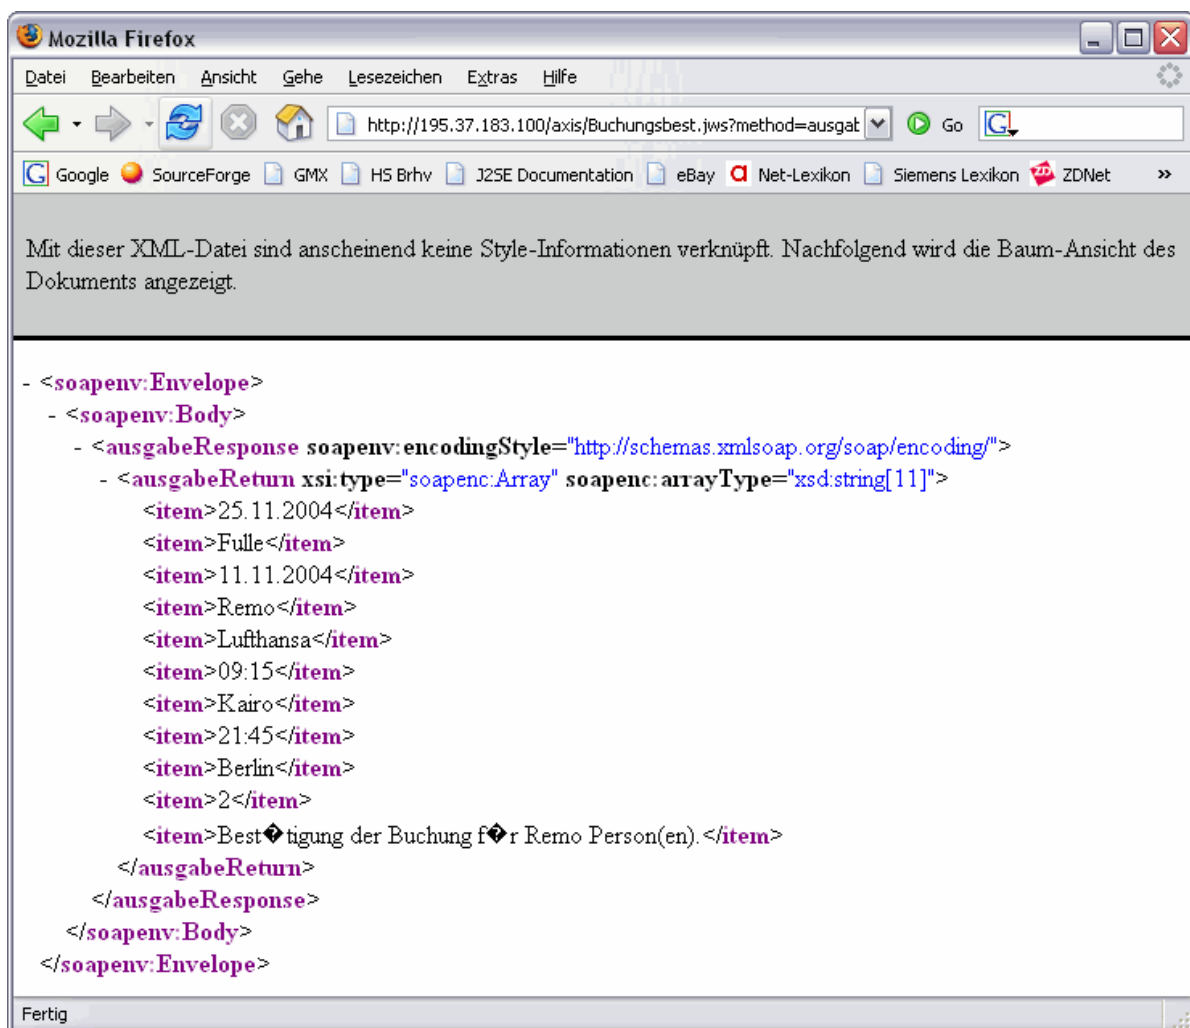 Mozilla Firefox
Datei Bearbeiten Ansicht Gehe Lesezeichen Extras Hilfe
http://195.37.183.100/axis/Buchungsbest.jws?method=ausgat Go G
G Google SourceForge GMX HS Brhv J2SE Documentation eBay a Net-Lexikon Siemens Lexikon ZD ZDNet »
Mit dieser XML-Datei sind anscheinend keine Style-Informationen verknüpft. Nachfolgend wird die Baum-Ansicht des
Dokuments angezeigt.
- <soapenv:Envelope>
- <soapenv:Body>
- <ausgabeResponse soapenv:encodingStyle="http://schemas.xmlsoap.org/soap/encoding/">
- <ausgabeReturn xsi:type="soapenc:Array" soapenc:arrayType="xsd:string[11]">
<item>25.11.2004</item>
<item>Fulle</item>
<item>11.11.2004</item>
<item>Remo</item>
<item>Lufthansa</item>
<item>09:15</item>
<item>Kairo</item>
<item>21:45</item>
<item>Berlin</item>
<item>2</item>
<item>Best�tigung der Buchung f�r Remo Person(en).</item>
</ausgabeReturn>
</ausgabeResponse>
</soapenv:Body>
</soapenv:Envelope>
Fertig